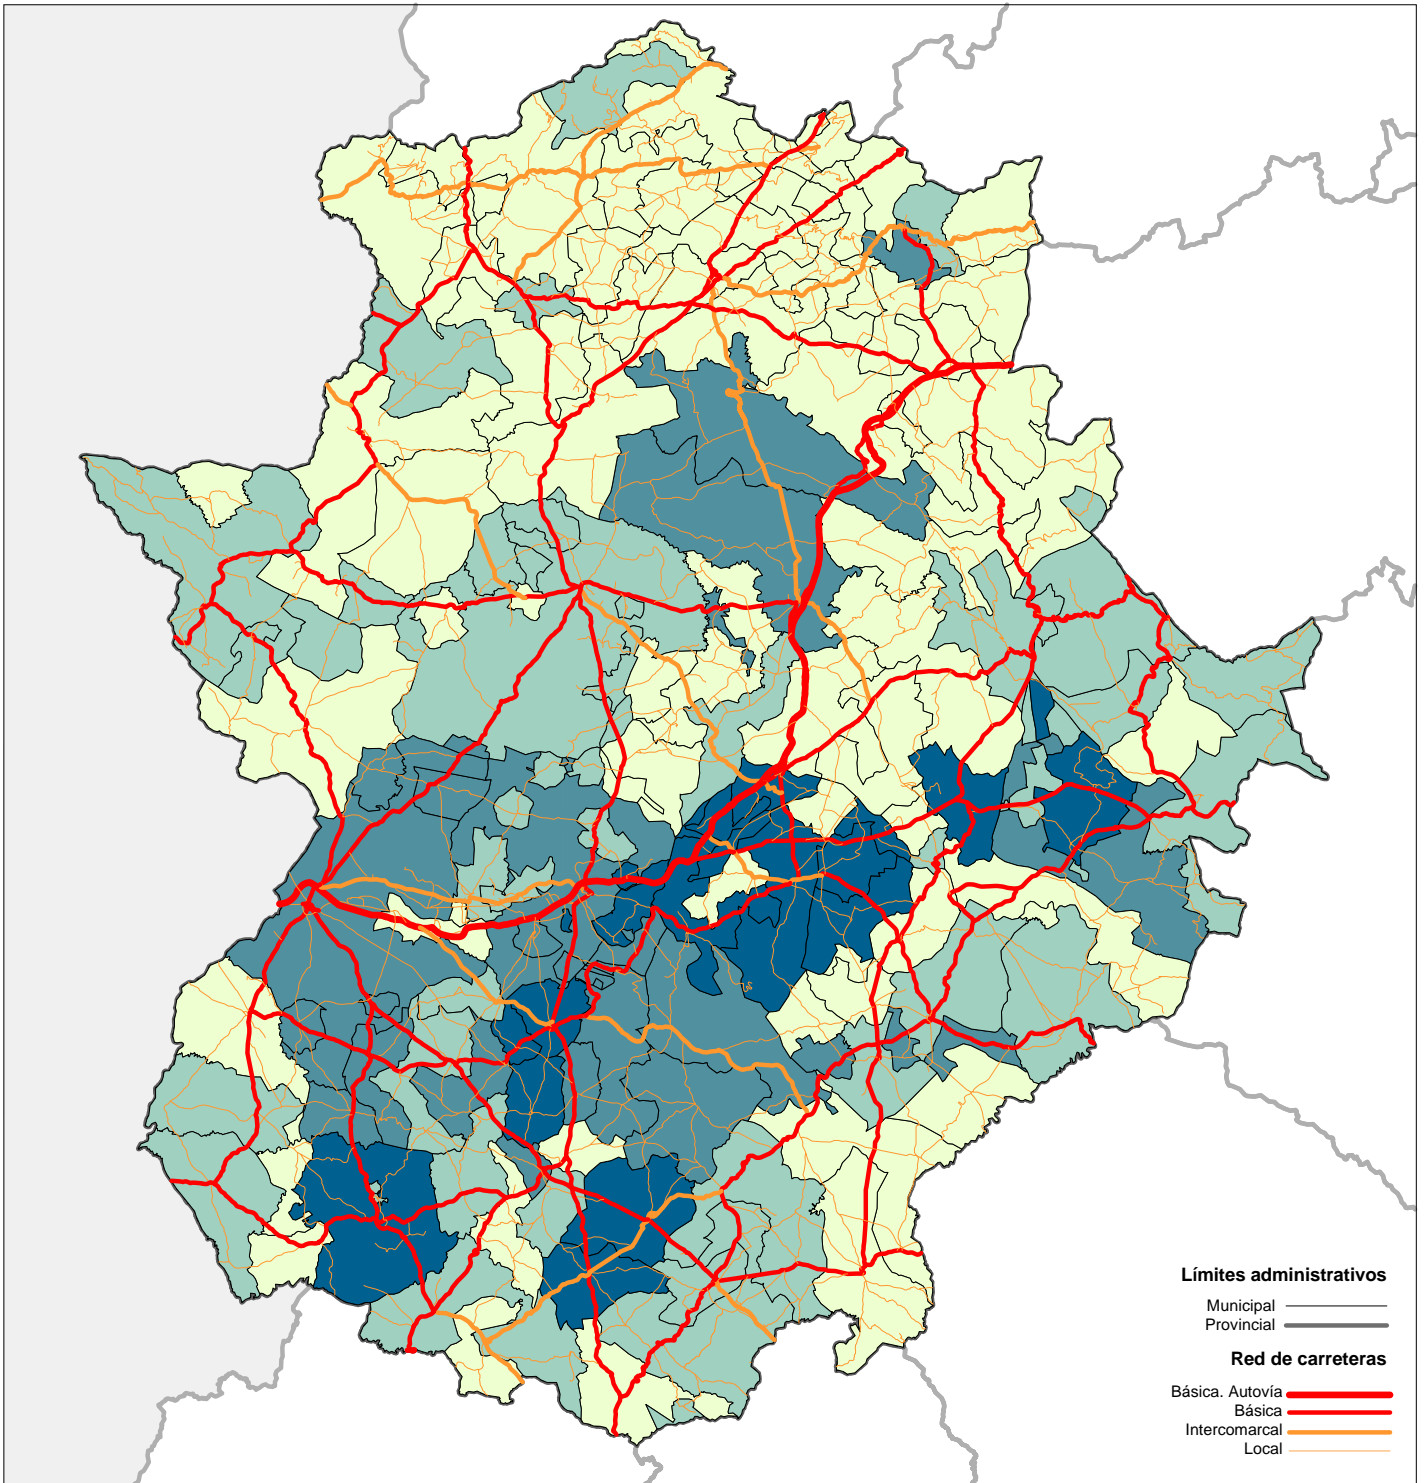 Límites administrativos
Municipal
Provincial
Red de carreteras
Básica. Autovía
Básica
Intercomarcal
Local